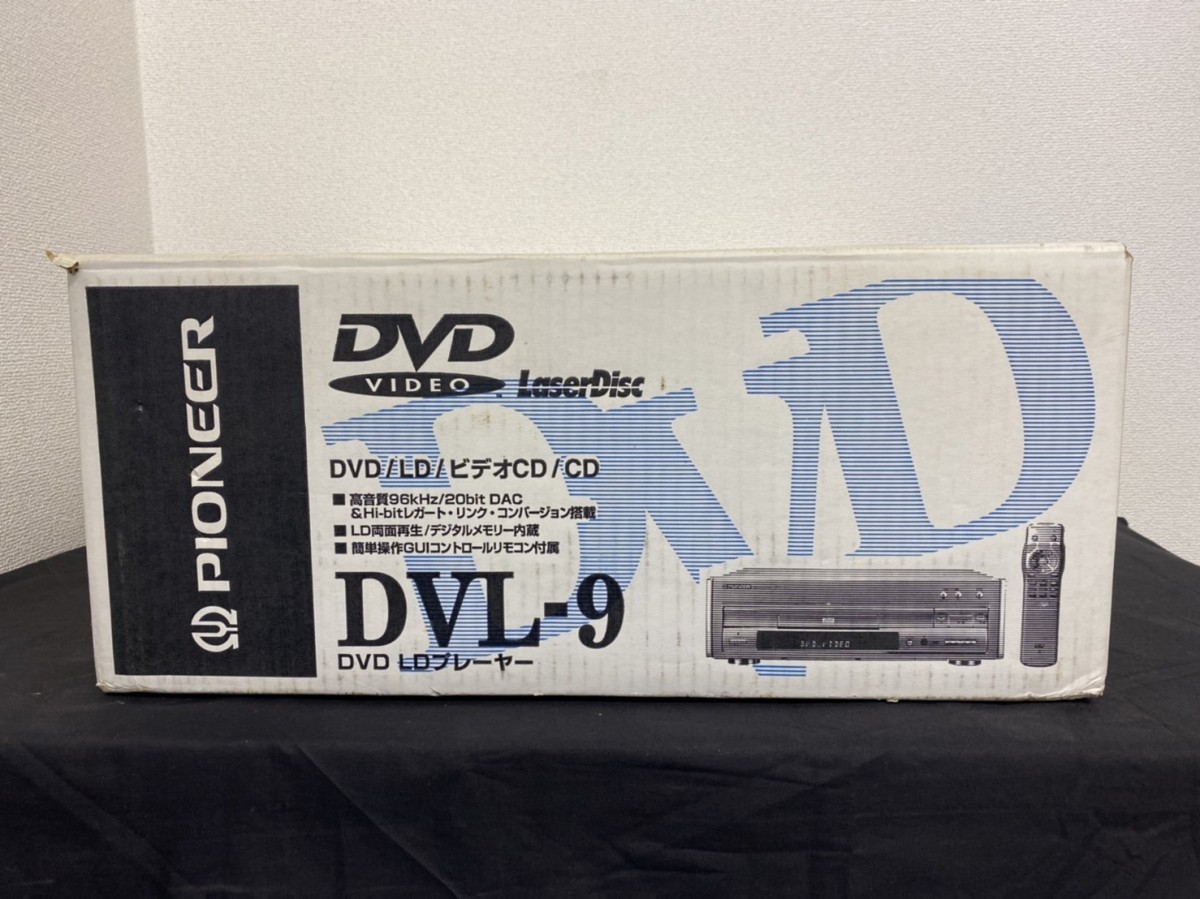 PIONEER
DVD
VIDEO
LaserDisc
DVD/LD/ビデオCD/CD
■ 高音質96kHz/20bit DAC
&Hi-bitレガート・リンク・コンバージョン搭載
■ LD両面再生/デジタルメモリー内蔵
■ 簡単操作GUIコントロールリモコン付属
DVL-9
DVD LDプレーヤー
DVD VIDEO